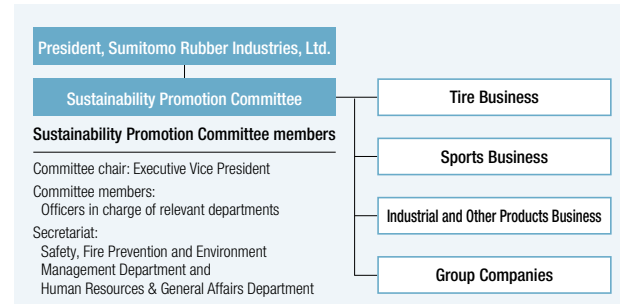 President, Sumitomo Rubber Industries, Ltd.
Sustainability Promotion Committee
Sustainability Promotion Committee members
Committee chair: Executive Vice President
Committee members:
Officers in charge of relevant departments
Secretariat:
Safety, Fire Prevention and Environment
Management Department and
Human Resources & General Affairs Department
Tire Business
Sports Business
Industrial and Other Products Business
Group Companies